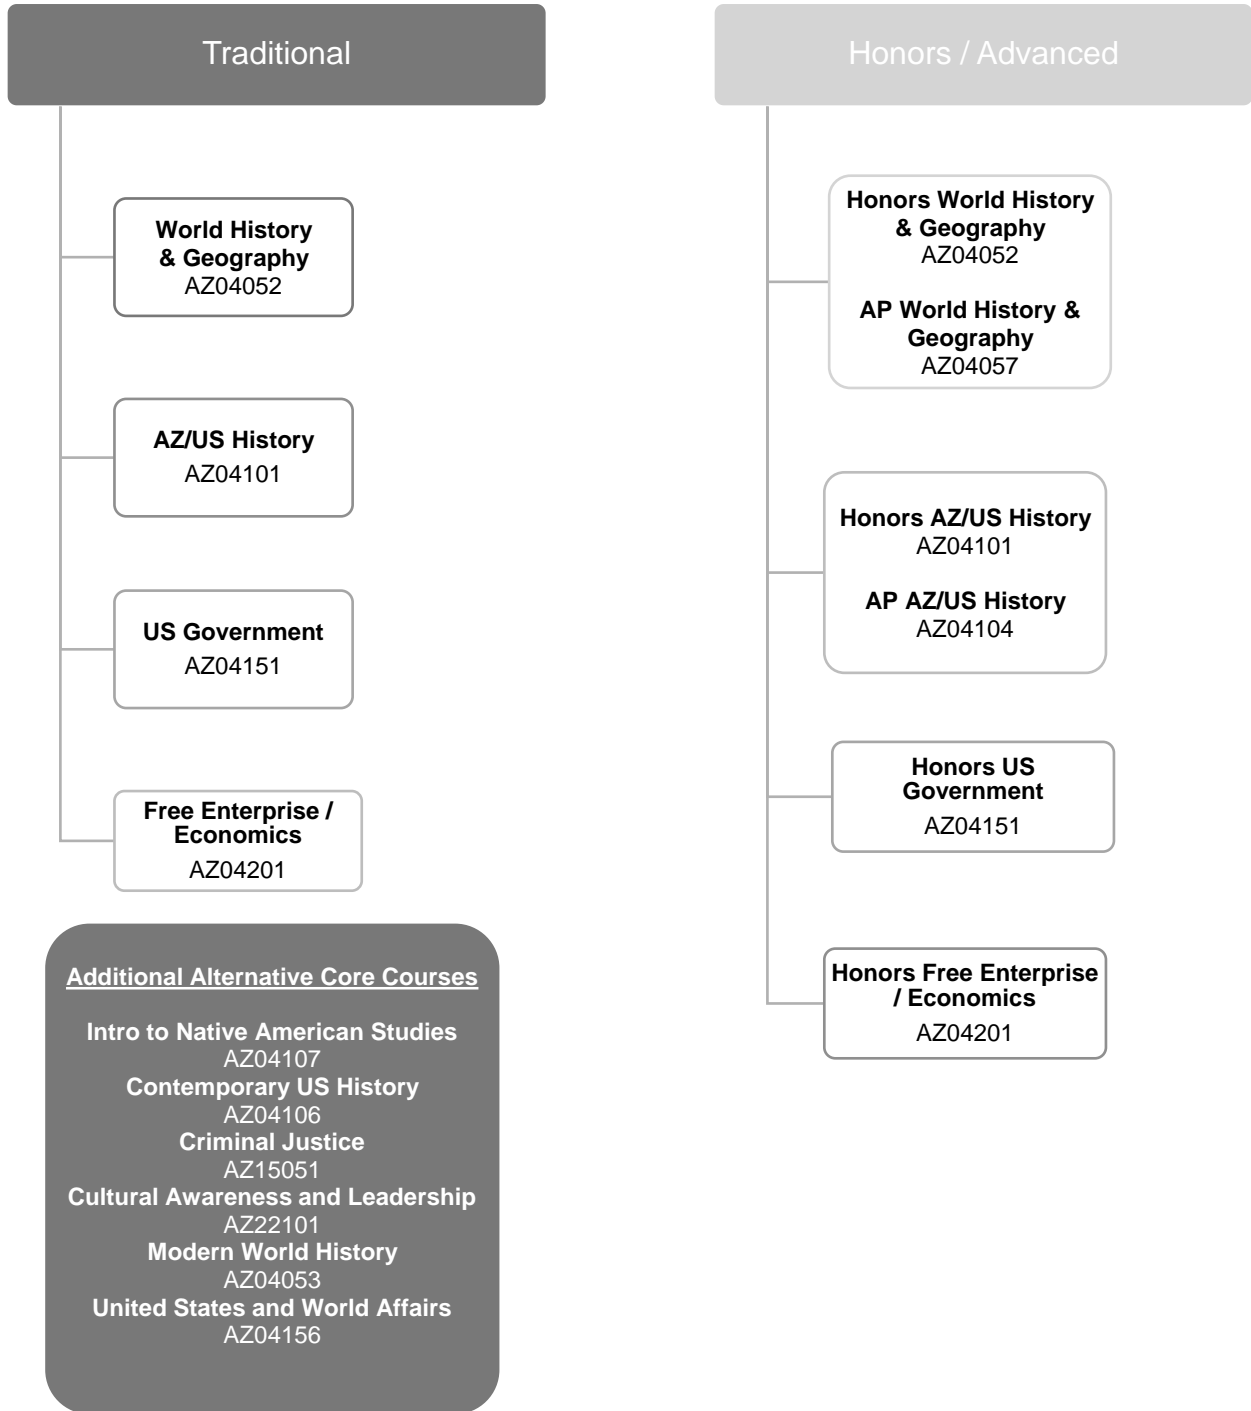 Traditional
World History
& Geography
AZ04052
AZ/US History
AZ04101
US Government
AZ04151
Free Enterprise /
Economics
AZ04201
Additional Alternative Core Courses
Intro to Native American Studies
AZ04107
Contemporary US History
AZ04106
Criminal Justice
AZ15051
Cultural Awareness and Leadership
AZ22101
Modern World History
AZ04053
United States and World Affairs
AZ04156
Honors / Advanced
Honors World History
& Geography
AZ04052
AP World History &
Geography
AZ04057
Honors AZ/US History
AZ04101
AP AZ/US History
AZ04104
Honors US
Government
AZ04151
Honors Free Enterprise
/ Economics
AZ04201